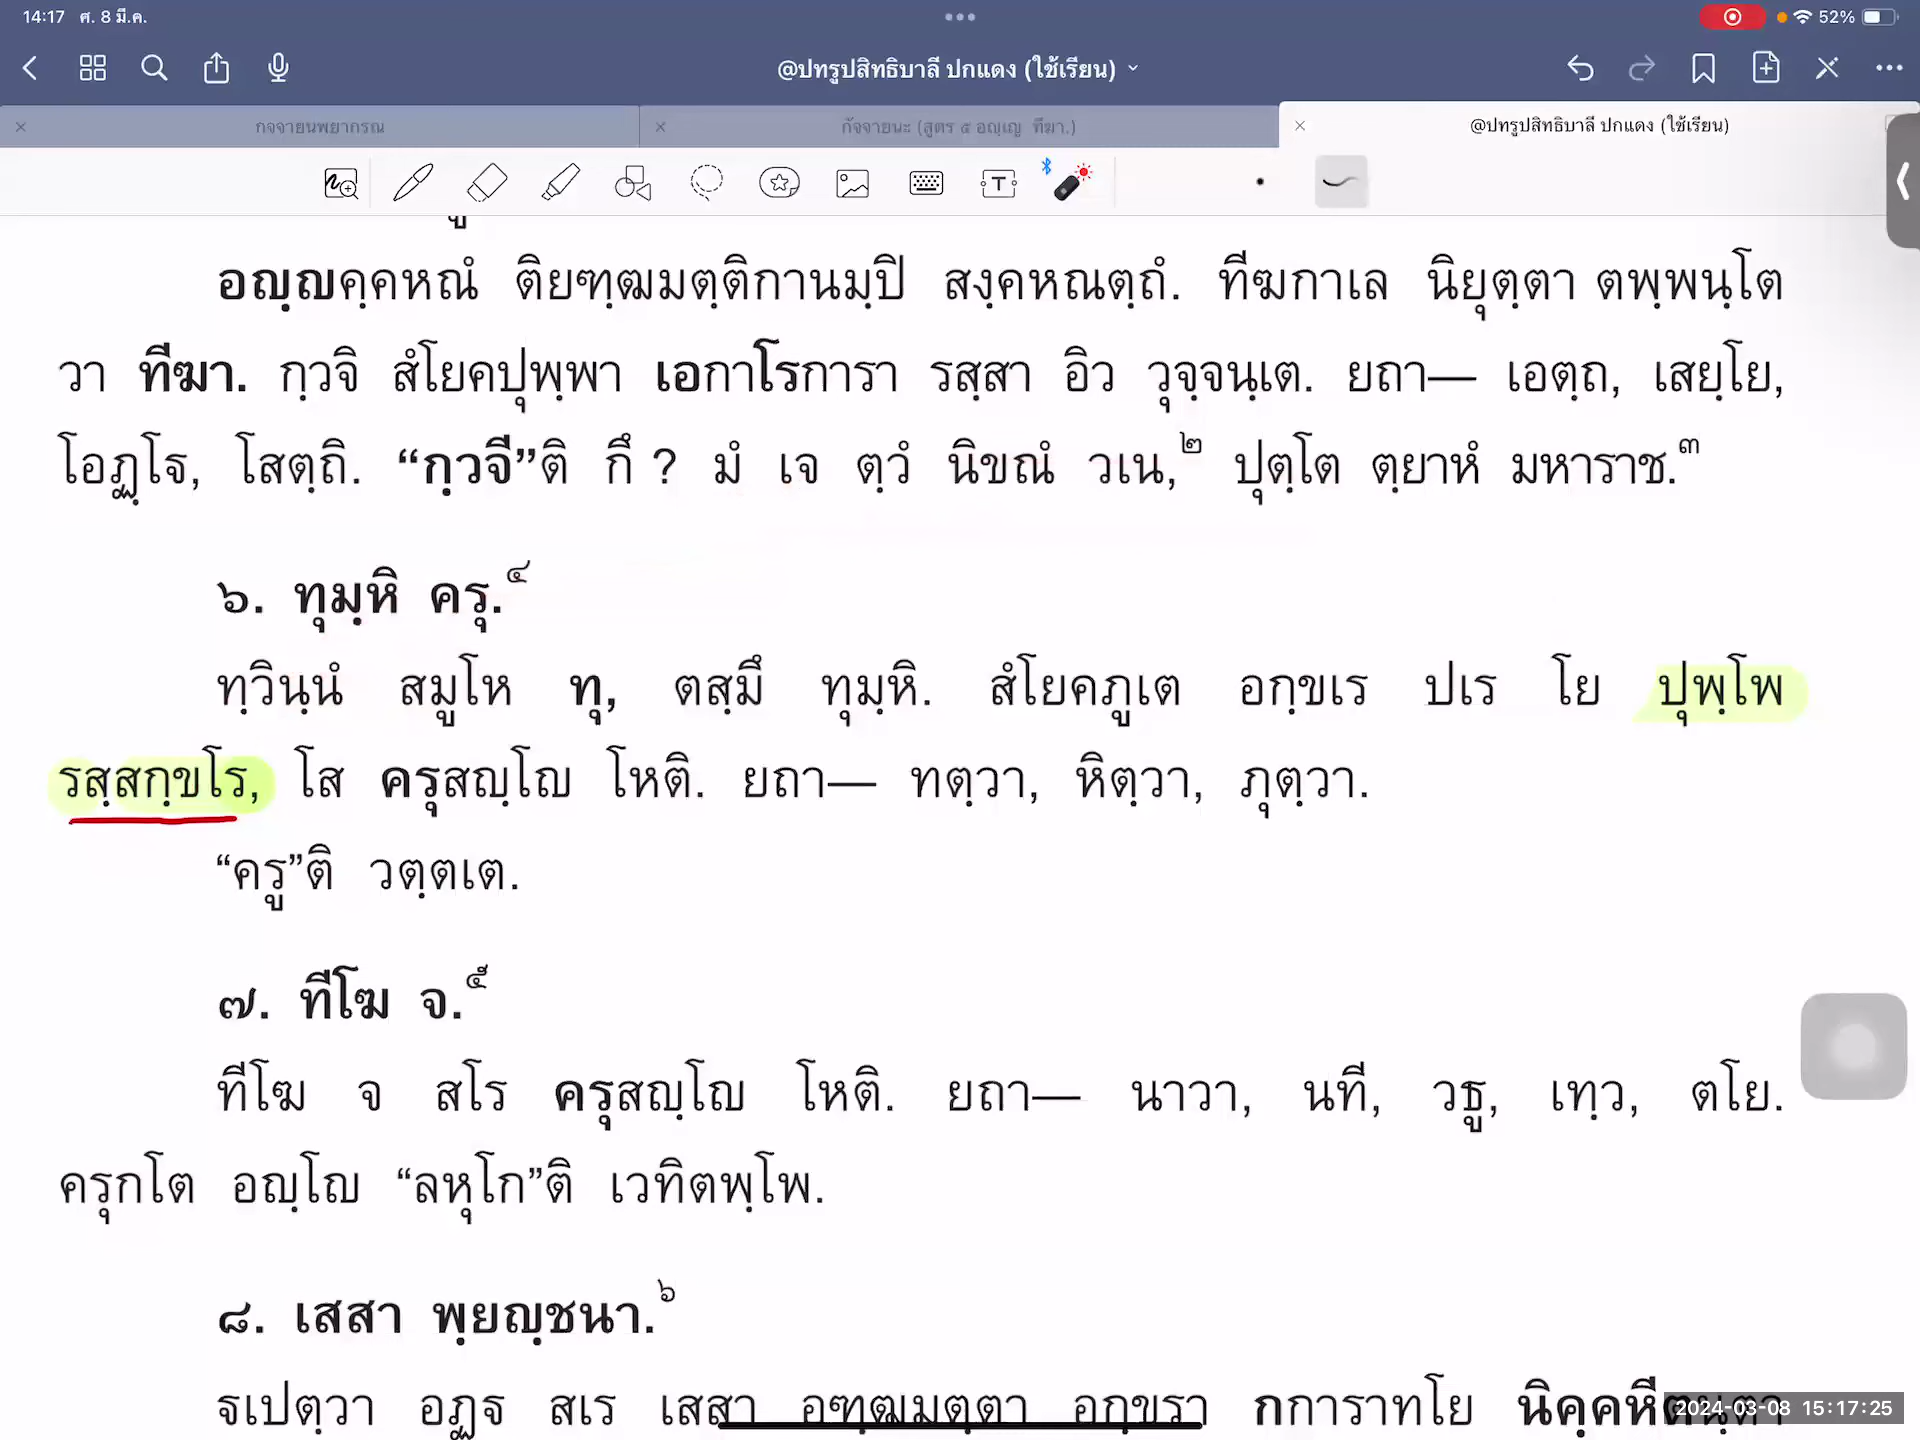 14:17 ศ. 8 มี.ค.
52%
@ปทรูปสิทธิบาลี ปกแดง (ใช้เรียน)
กจจายนพยากรณ
กัจจายนะ (สูตร ๕ อญฺเญ ทีฆา.)
@ปทรูปสิทธิบาลี ปกแดง (ใช้เรียน)
อญฺญคฺคหณํ ติยฑฺฒมตฺติกานมฺปิ สงฺคหณตฺถํ. ทีฆกาเล นิยุตฺตา ตพฺพนฺโต
วา ทีฆา. กฺวจิ สํโยคปุพฺพา เอกาโรการา รสฺสา อิว วุจฺจนฺเต. ยถา— เอตฺถ, เสยฺโย,
โอฏฺโฐ, โสตฺถิ. “กฺวจี”ติ กึ ? มํ เจ ตฺวํ นิขณํ วเน,๒ ปุตฺโต ตฺยาหํ มหาราช.๓
๖. ทุมฺหิ ครุ.๔
ทฺวินฺนํ สมูโห ทุ, ตสฺมึ ทุมฺหิ. สํโยคภูเต อกฺขเร ปเร โย ปุพฺโพ
รสฺสกฺขโร, โส ครุสญฺโญ โหติ. ยถา— ทตฺวา, หิตฺวา, ภุตฺวา.
“ครู”ติ วตฺตเต.
๗. ทีโฆ จ.๕
ทีโฆ จ สโร ครุสญฺโญ โหติ. ยถา— นาวา, นที, วธู, เทฺว, ตโย.
ครุกโต อญฺโญ “ลหุโก”ติ เวทิตพฺโพ.
๘. เสสา พฺยญฺชนา.๖
ฐเปตฺวา อฏฺฐ สเร เสสา อฑฺฒมตฺตา อกฺขรา กการาทโย นิคฺคหีตนฺตา
2024-03-08 15:17:25